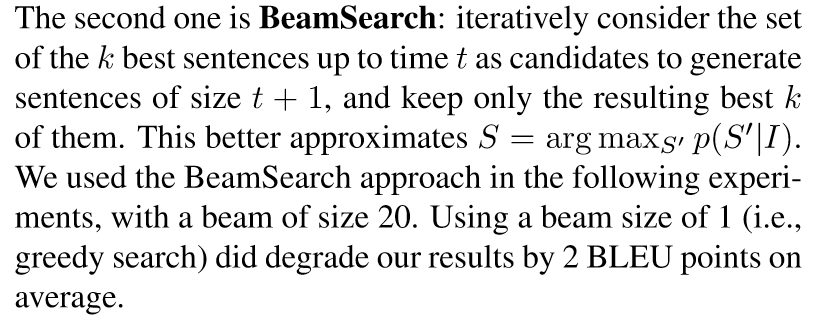 The second one is BeamSearch: iteratively consider the set
of the k best sentences up to time t as candidates to generate
sentences of size t + 1, and keep only the resulting best k
of them. This better approximates S = arg max_{S'} p(S'|I).
We used the BeamSearch approach in the following experi-
ments, with a beam of size 20. Using a beam size of 1 (i.e.,
greedy search) did degrade our results by 2 BLEU points on
average.